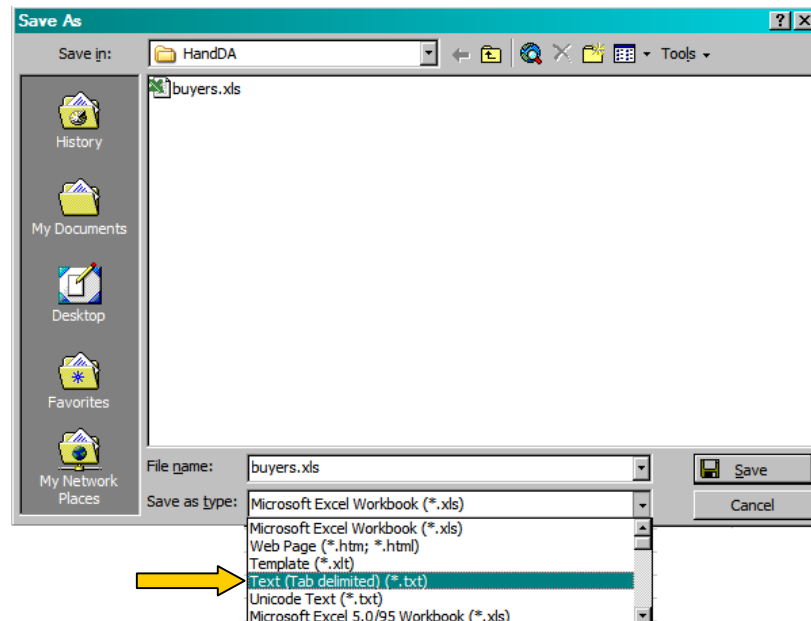 Save As
Save in:
HandDA
Tools
buyers.xls
History
My Documents
Desktop
Favorites
My Network
Places
File name:
buyers.xls
Save
Save as type:
Microsoft Excel Workbook (*.xls)
Cancel
Microsoft Excel Workbook (*.xls)
Web Page (*.htm; *.html)
Template (*.xlt)
Text (Tab delimited) (*.txt)
Unicode Text (*.txt)
Microsoft Excel 5.0/95 Workbook (*.xls)